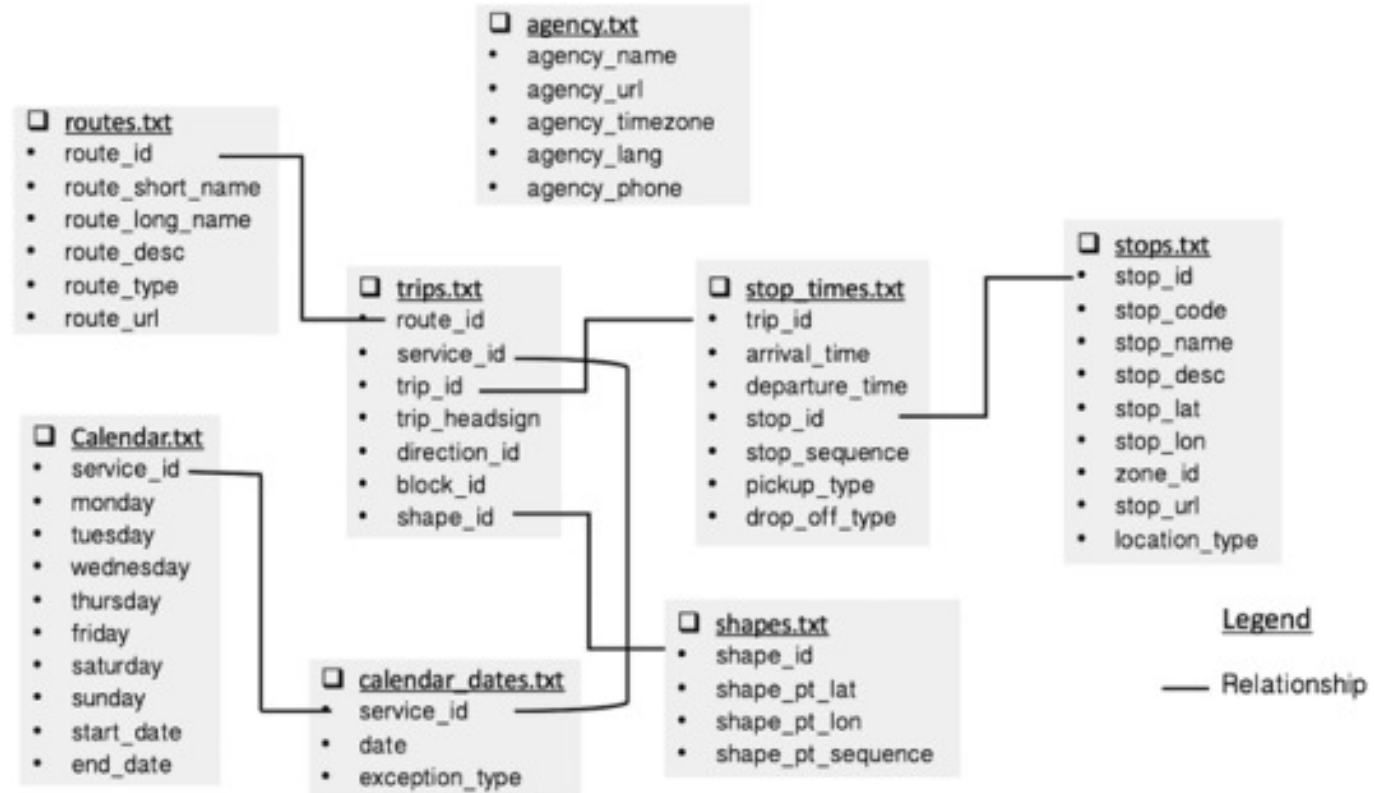 agency.txt
agency_name
agency_url
agency_timezone
agency_lang
agency_phone
routes.txt
route_id
route_short_name
route_long_name
route_desc
route_type
route_url
trips.txt
route_id
service_id
trip_id
trip_headsign
direction_id
block_id
shape_id
stop_times.txt
trip_id
arrival_time
departure_time
stop_id
stop_sequence
pickup_type
drop_off_type
stops.txt
stop_id
stop_code
stop_name
stop_desc
stop_lat
stop_lon
zone_id
stop_url
location_type
Calendar.txt
service_id
monday
tuesday
wednesday
thursday
friday
saturday
sunday
start_date
end_date
calendar_dates.txt
service_id
date
exception_type
shapes.txt
shape_id
shape_pt_lat
shape_pt_lon
shape_pt_sequence
Legend
Relationship